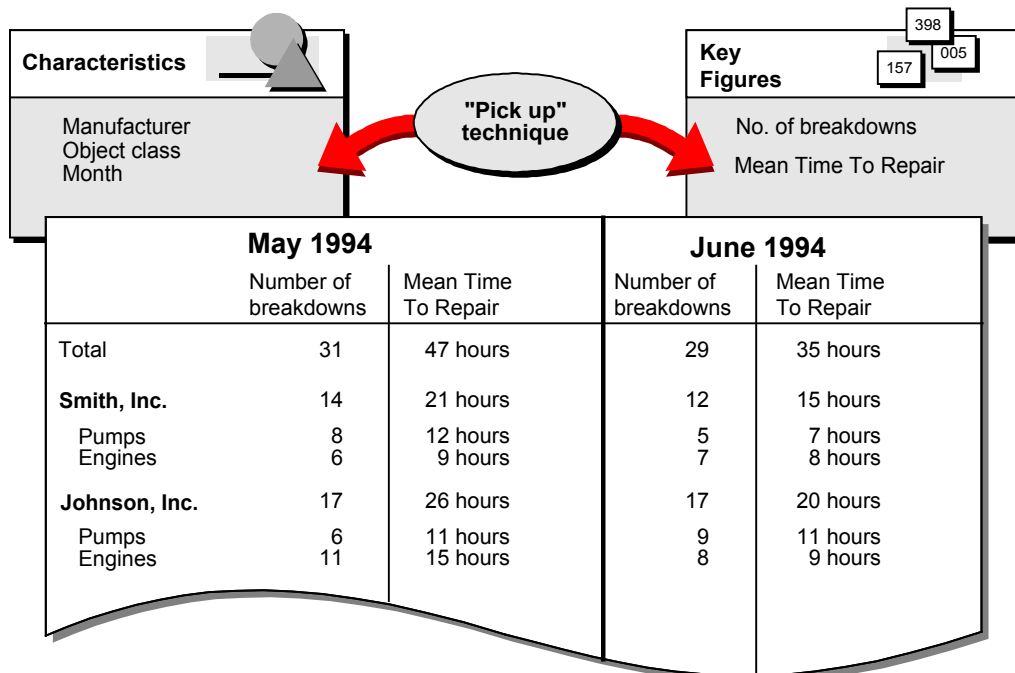 Characteristics
Manufacturer
Object class
Month
"Pick up"
technique
Key
Figures
398
005
157
No. of breakdowns
Mean Time To Repair
May 1994 June 1994
Number of Mean Time Number of Mean Time
breakdowns To Repair breakdowns To Repair
Total 31 47 hours 29 35 hours
Smith, Inc. 14 21 hours 12 15 hours
Pumps 8 12 hours 5 7 hours
Engines 6 9 hours 7 8 hours
Johnson, Inc. 17 26 hours 17 20 hours
Pumps 6 11 hours 9 11 hours
Engines 11 15 hours 8 9 hours